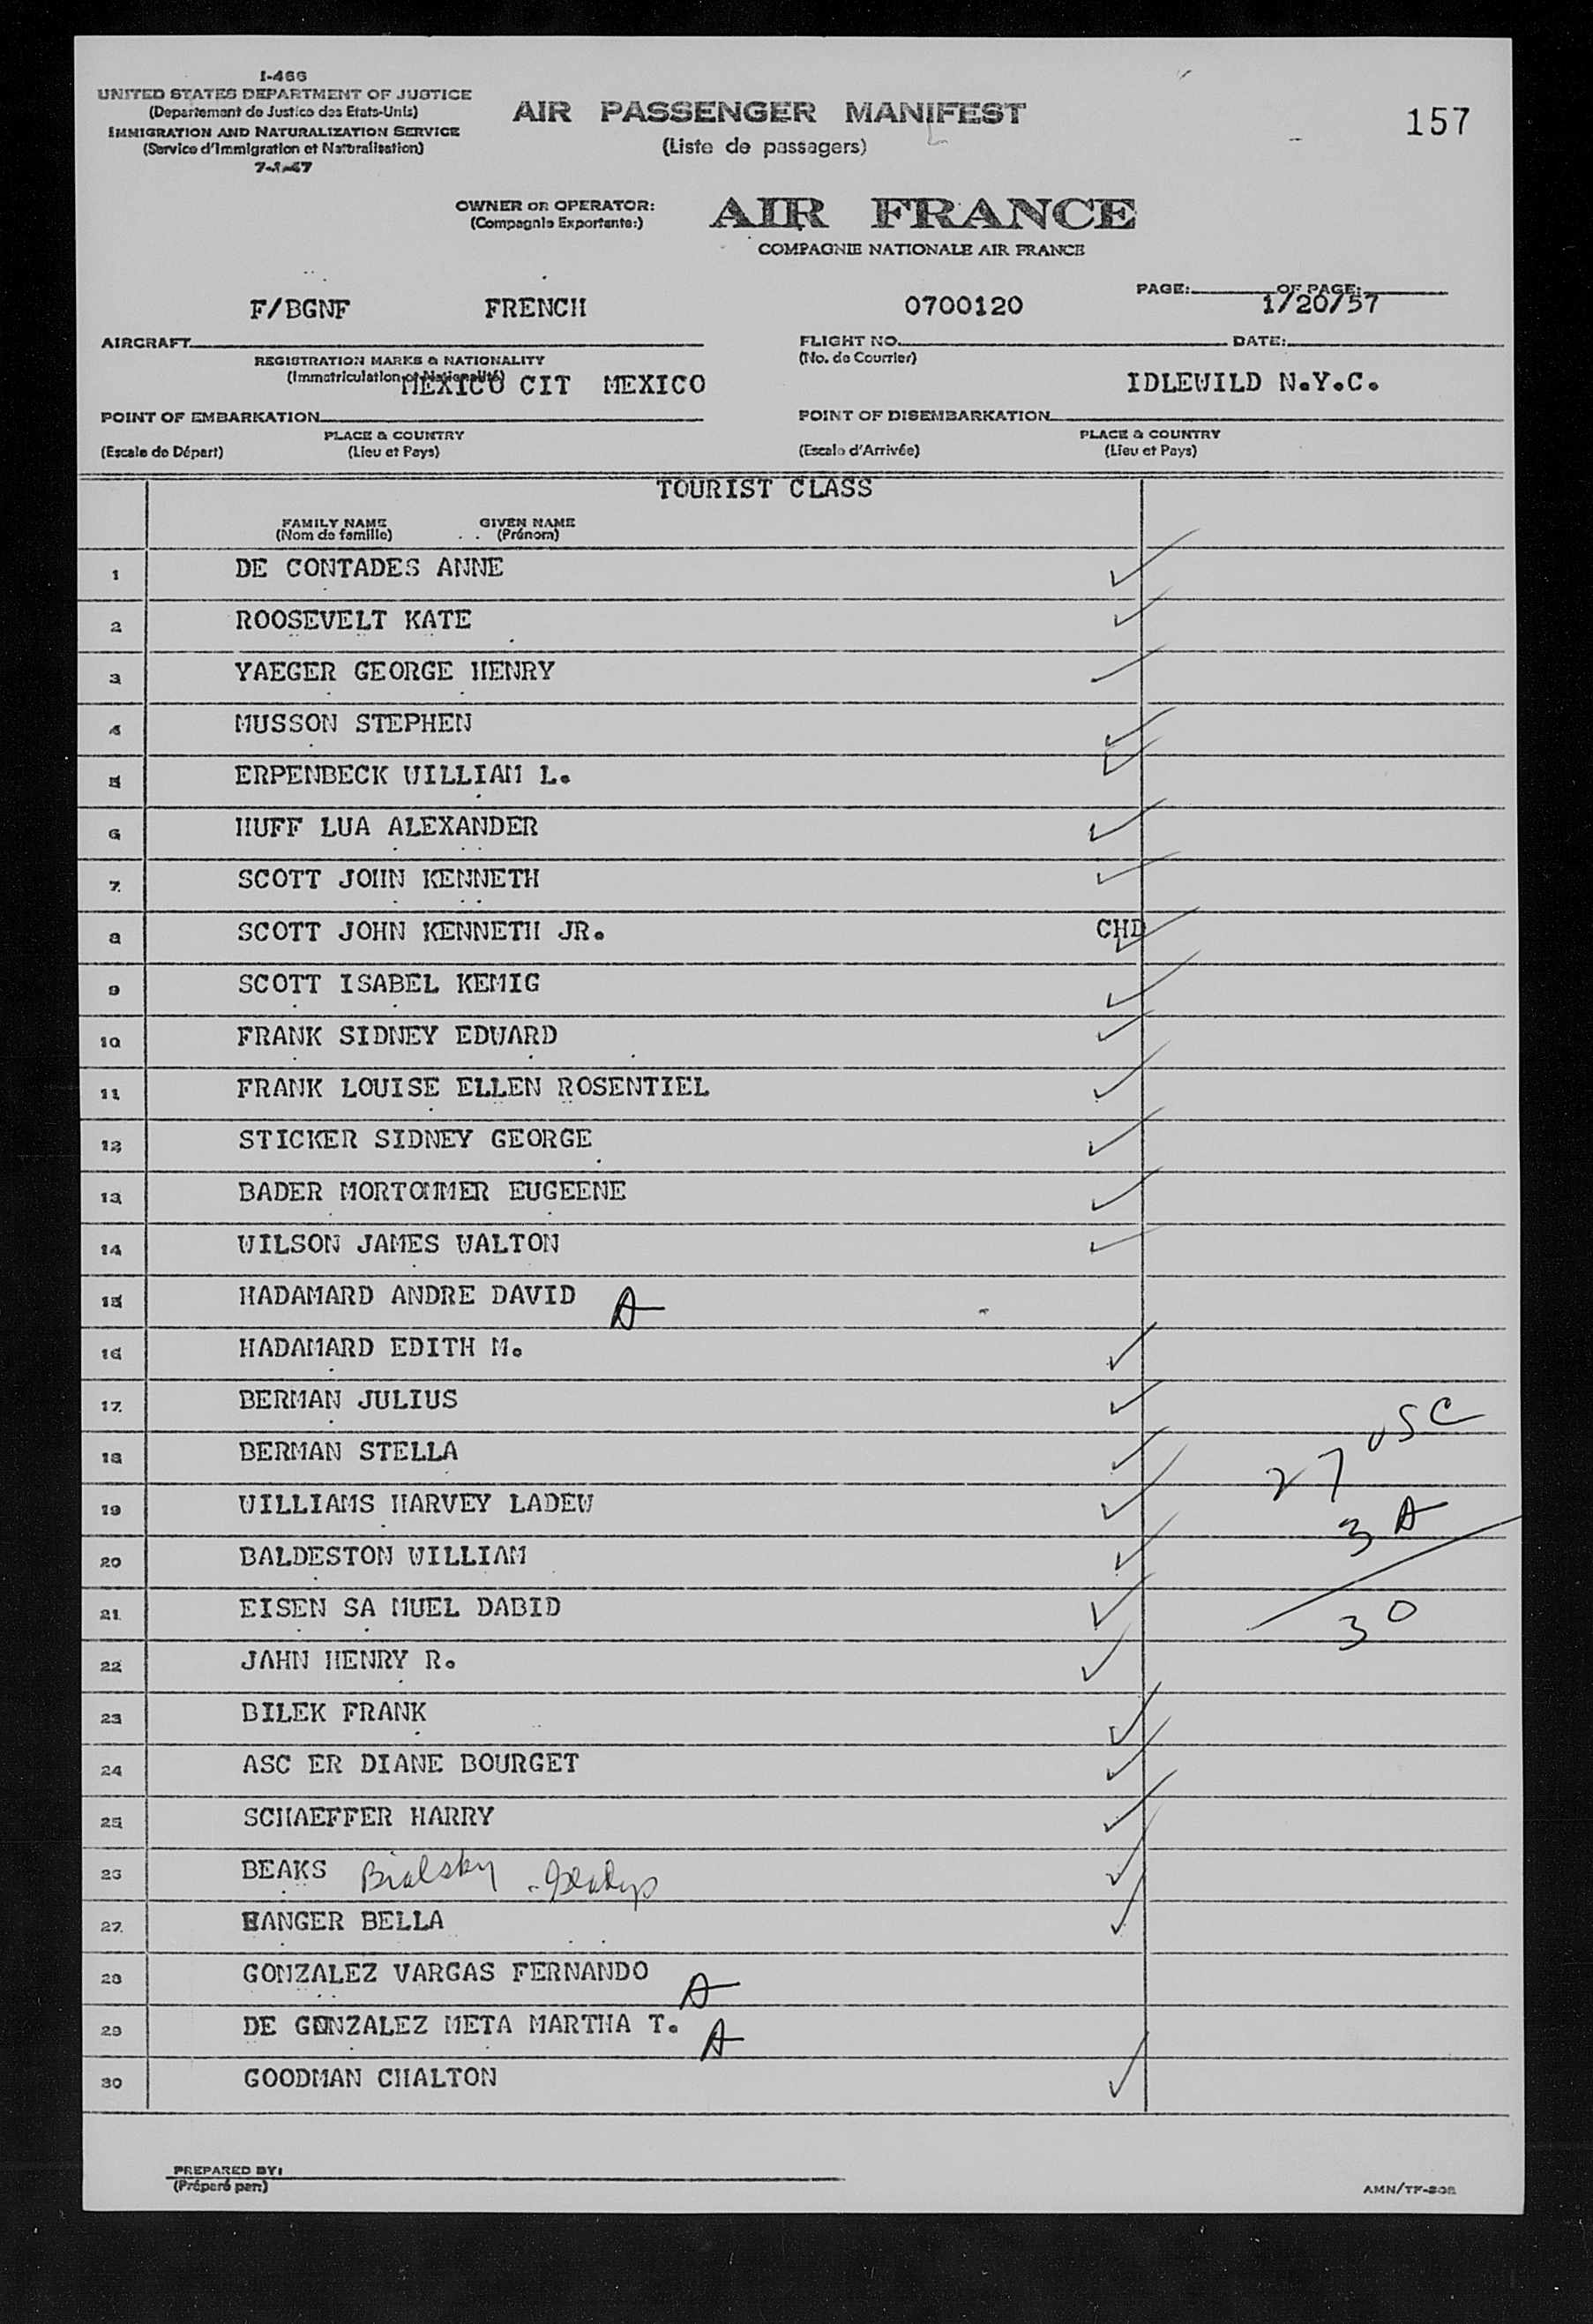 I-466
UNITED STATES DEPARTMENT OF JUSTICE
(Departement de Justice des Etats-Unis)
IMMIGRATION AND NATURALIZATION SERVICE
(Service d'Immigration et Naturalisation)
7-1-47
AIR PASSENGER MANIFEST
(Liste de passagers)
157
OWNER OR OPERATOR:
(Compagnie Exportante:)
AIR FRANCE
COMPAGNIE NATIONALE AIR FRANCE
PAGE: OF PAGE:
F/BGNF FRENCH 0700120 1/20/57
AIRCRAFT FLIGHT NO. DATE:
REGISTRATION MARKS & NATIONALITY (No. de Courrier)
(Immatriculation et Nationalité)
MEXICO CIT MEXICO IDLEWILD N.Y.C.
POINT OF EMBARKATION POINT OF DISEMBARKATION
PLACE & COUNTRY PLACE & COUNTRY
(Escale de Départ) (Lieu et Pays) (Escale d'Arrivée) (Lieu et Pays)
TOURIST CLASS
FAMILY NAME GIVEN NAME
(Nom de famille) (Prénom)
1 DE CONTADES ANNE
2 ROOSEVELT KATE
3 YAEGER GEORGE HENRY
4 MUSSON STEPHEN
5 ERPENBECK WILLIAM L.
6 HUFF LUA ALEXANDER
7 SCOTT JOHN KENNETH
8 SCOTT JOHN KENNETH JR. CHD
9 SCOTT ISABEL KEMIG
10 FRANK SIDNEY EDWARD
11 FRANK LOUISE ELLEN ROSENTIEL
12 STICKER SIDNEY GEORGE
13 BADER MORTOMMER EUGEENE
14 WILSON JAMES WALTON
15 HADAMARD ANDRE DAVID A
16 HADAMARD EDITH M.
17 BERMAN JULIUS USC
18 BERMAN STELLA 27
19 WILLIAMS HARVEY LADEW 3 A
20 BALDESTON WILLIAM
21 EISEN SA MUEL DABID 30
22 JAHN HENRY R.
23 BILEK FRANK
24 ASC ER DIANE BOURGET
25 SCHAEFFER HARRY
26 BEAKS Bialsky Gladys
27 HANGER BELLA
28 GONZALEZ VARGAS FERNANDO A
29 DE GONZALEZ META MARTHA T. A
30 GOODMAN CHALTON
PREPARED BY:
(Préparé par:)